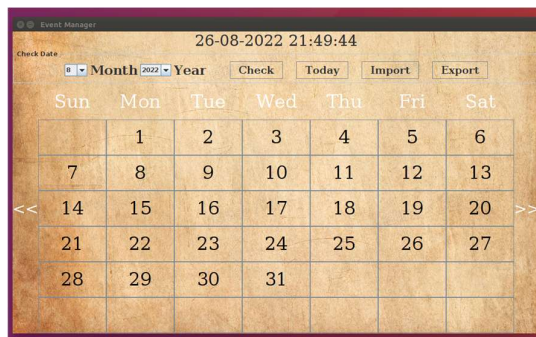 Event Manager
26-08-2022 21:49:44
Check Date
8 Month 2022 Year Check Today Import Export
Sun Mon Tue Wed Thu Fri Sat
1 2 3 4 5 6
7 8 9 10 11 12 13
<< 14 15 16 17 18 19 20 >>
21 22 23 24 25 26 27
28 29 30 31